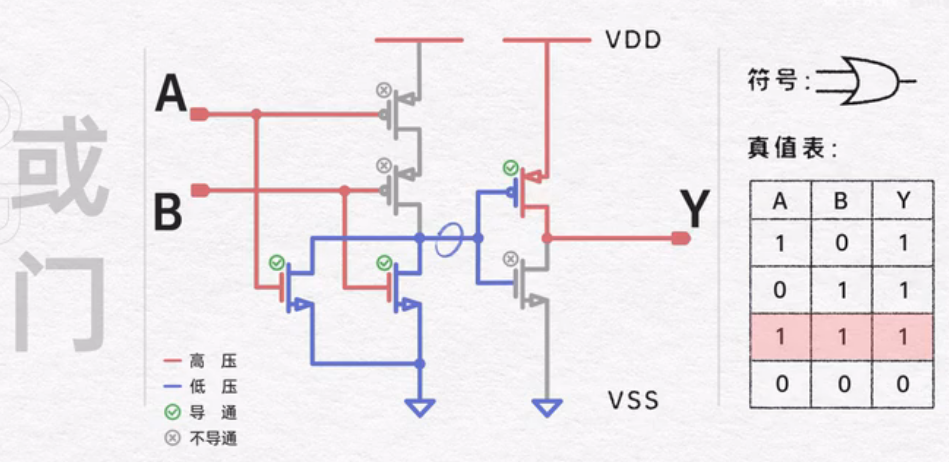 或
门
A
B
高 压
低 压
导 通
不导通
VDD
VSS
Y
符号:
真值表:
A B Y
1 0 1
0 1 1
1 1 1
0 0 0